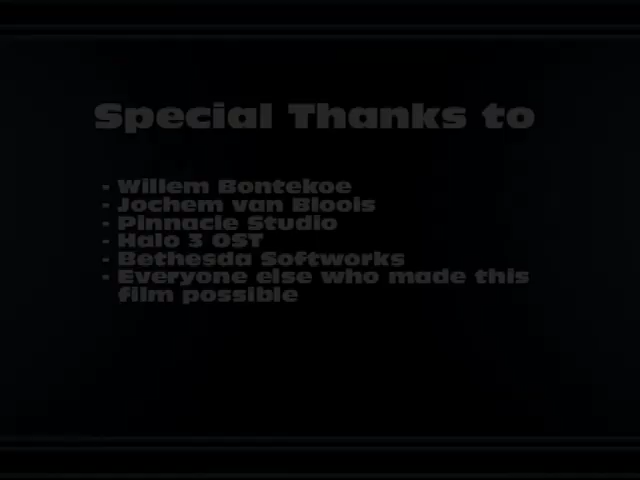 Special Thanks to
- Willem Bontekoe
- Jochem van Bloois
- Pinnacle Studio
- Halo 3 OST
- Bethesda Softworks
- Everyone else who made this
film possible